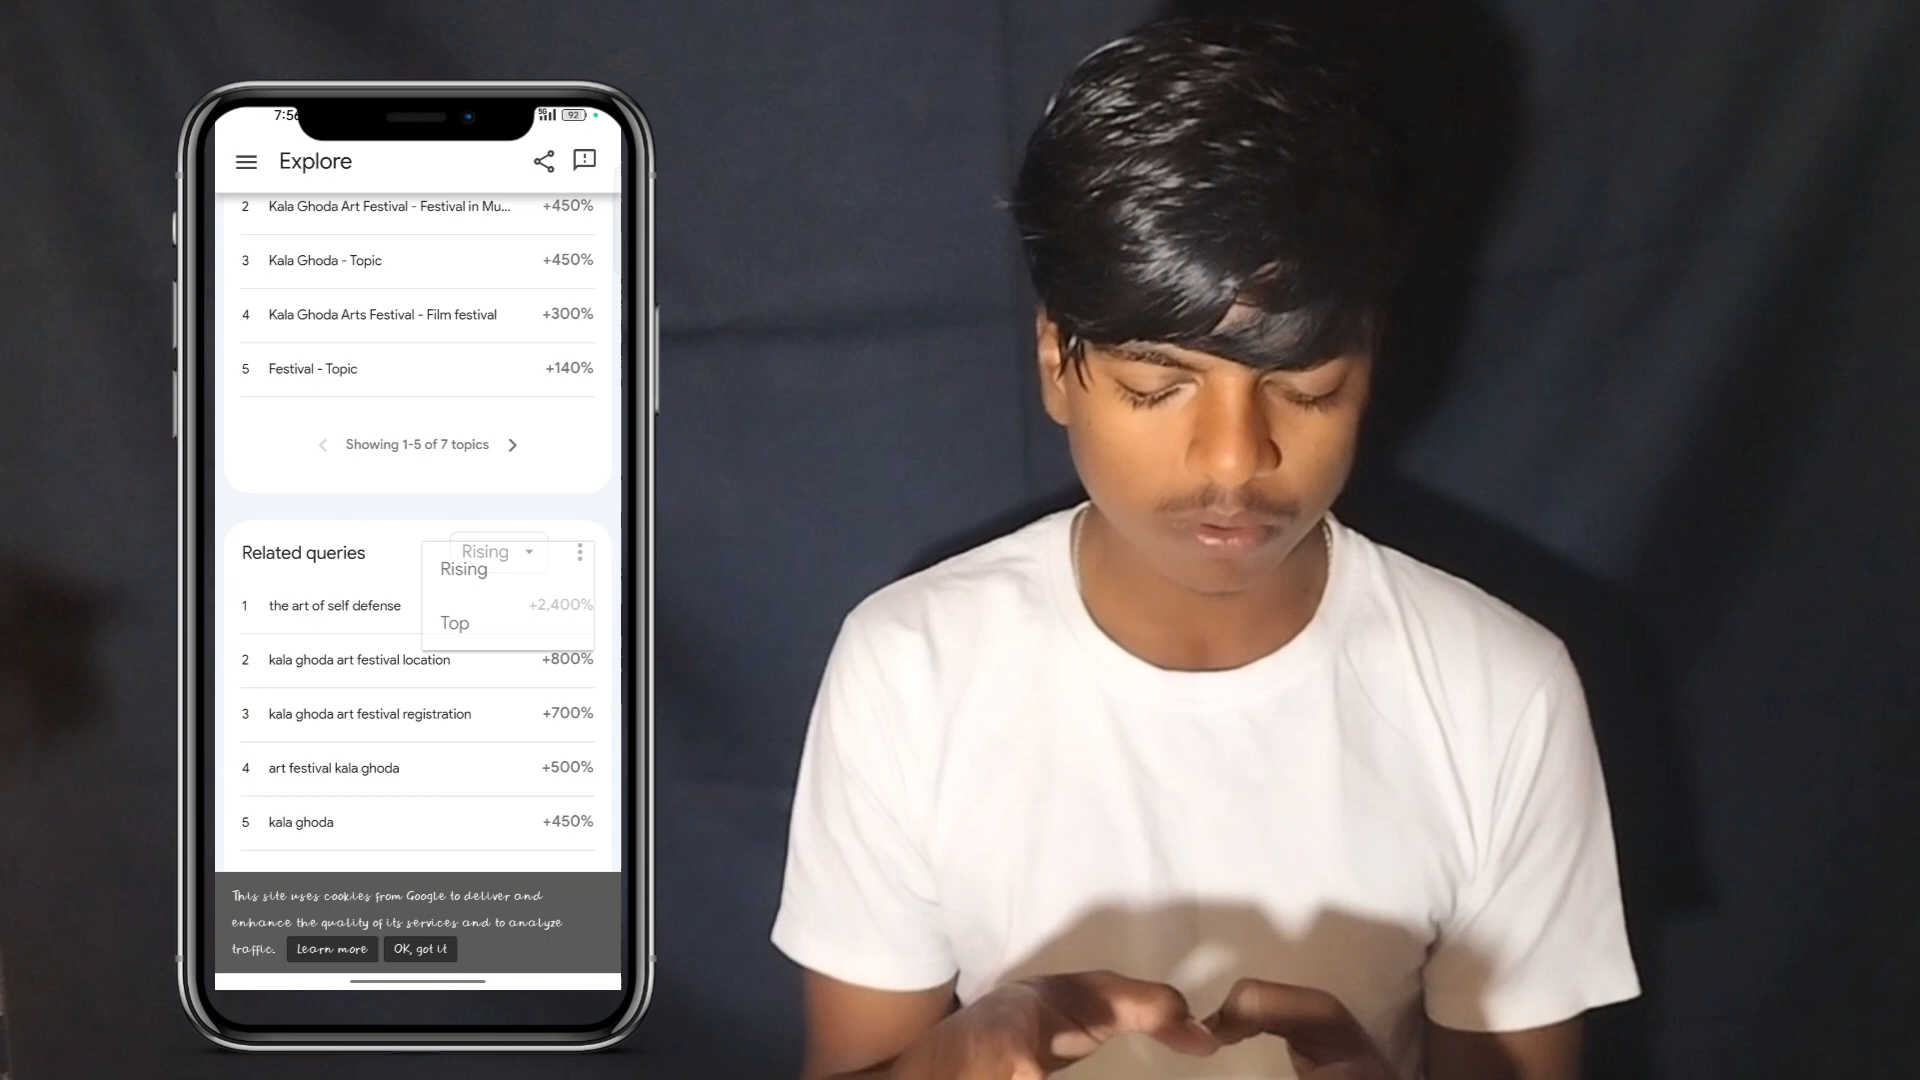 7:56 5G 92
Explore
2 Kala Ghoda Art Festival - Festival in Mu... +450%
3 Kala Ghoda - Topic +450%
4 Kala Ghoda Arts Festival - Film festival +300%
5 Festival - Topic +140%
Showing 1-5 of 7 topics
Related queries Rising
Rising
1 the art of self defense +2,400%
Top
2 kala ghoda art festival location +800%
3 kala ghoda art festival registration +700%
4 art festival kala ghoda +500%
5 kala ghoda +450%
This site uses cookies from Google to deliver and
enhance the quality of its services and to analyze
traffic. Learn more OK, got it